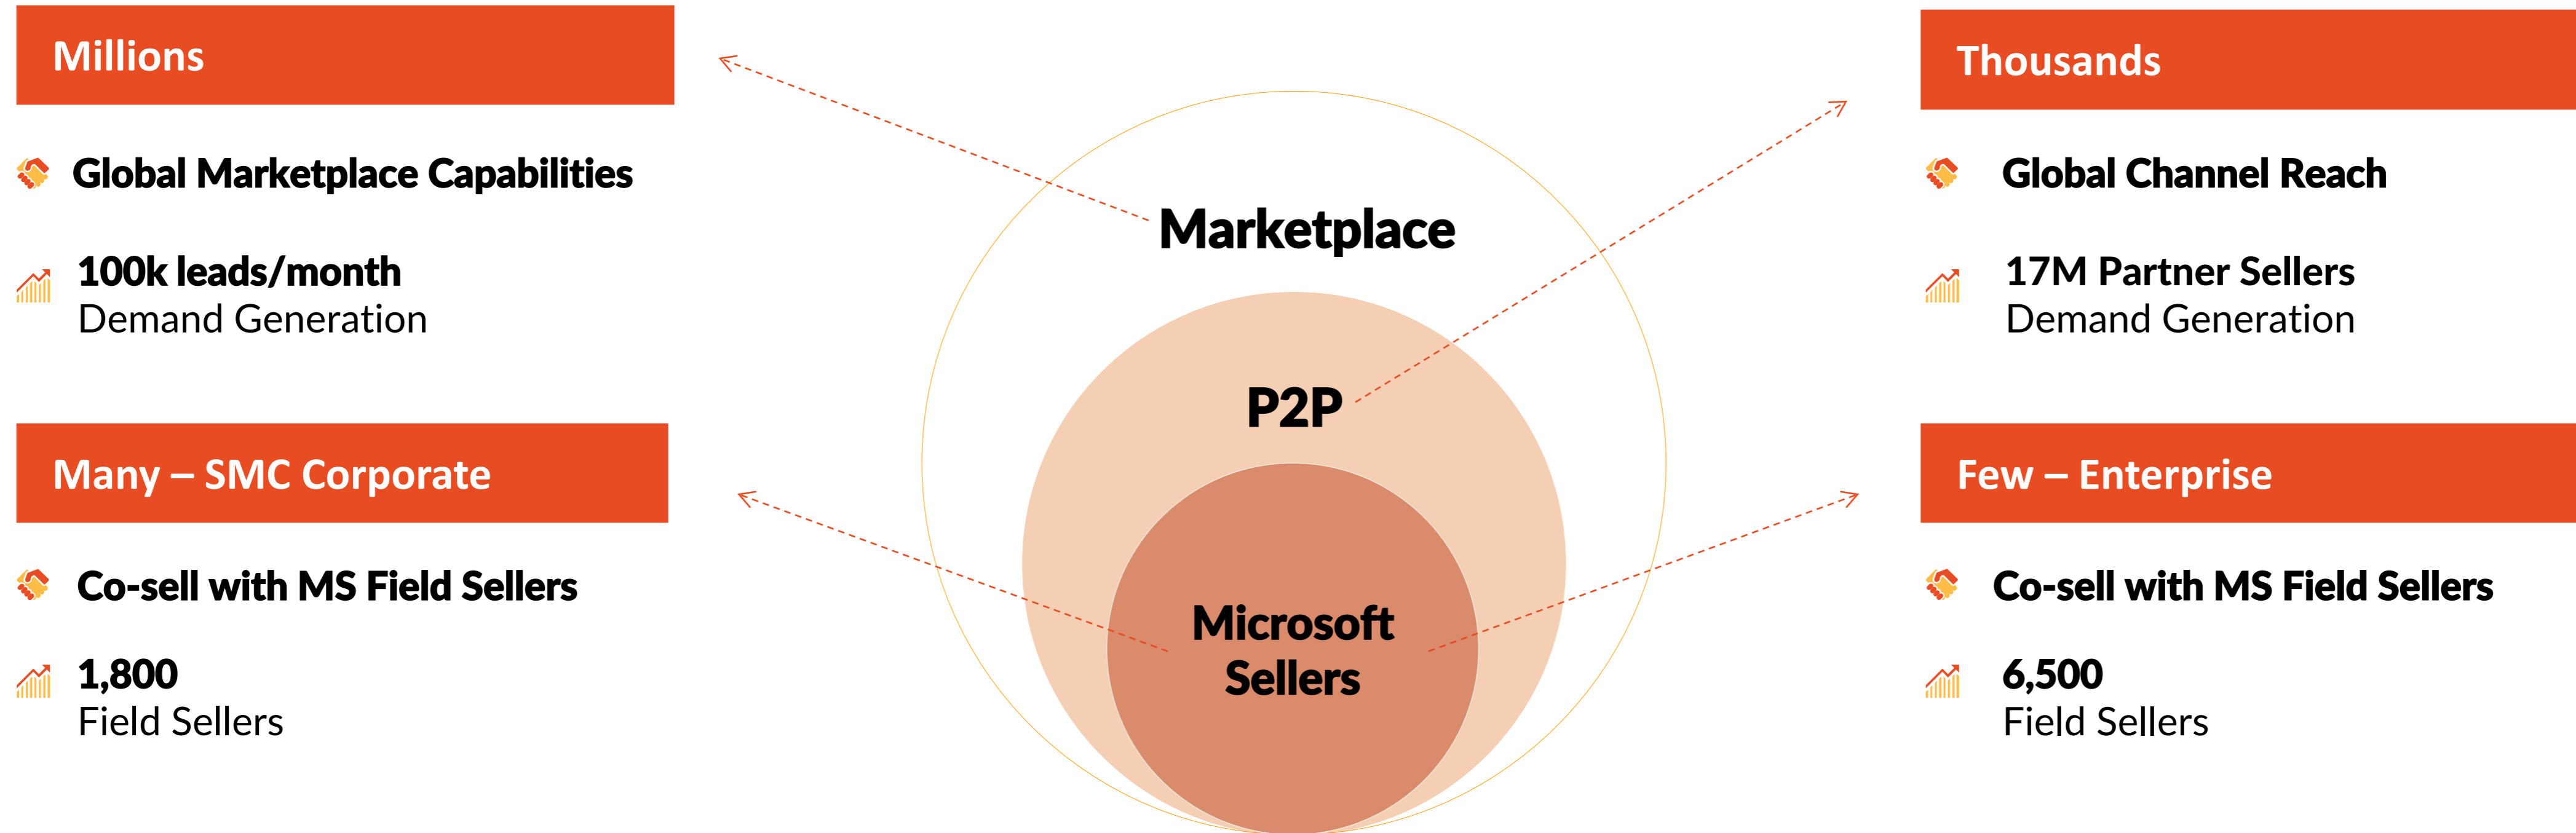 Millions
Global Marketplace Capabilities
100k leads/month
Demand Generation
Many – SMC Corporate
Co-sell with MS Field Sellers
1,800
Field Sellers
Marketplace
P2P
Microsoft
Sellers
Thousands
Global Channel Reach
17M Partner Sellers
Demand Generation
Few – Enterprise
Co-sell with MS Field Sellers
6,500
Field Sellers